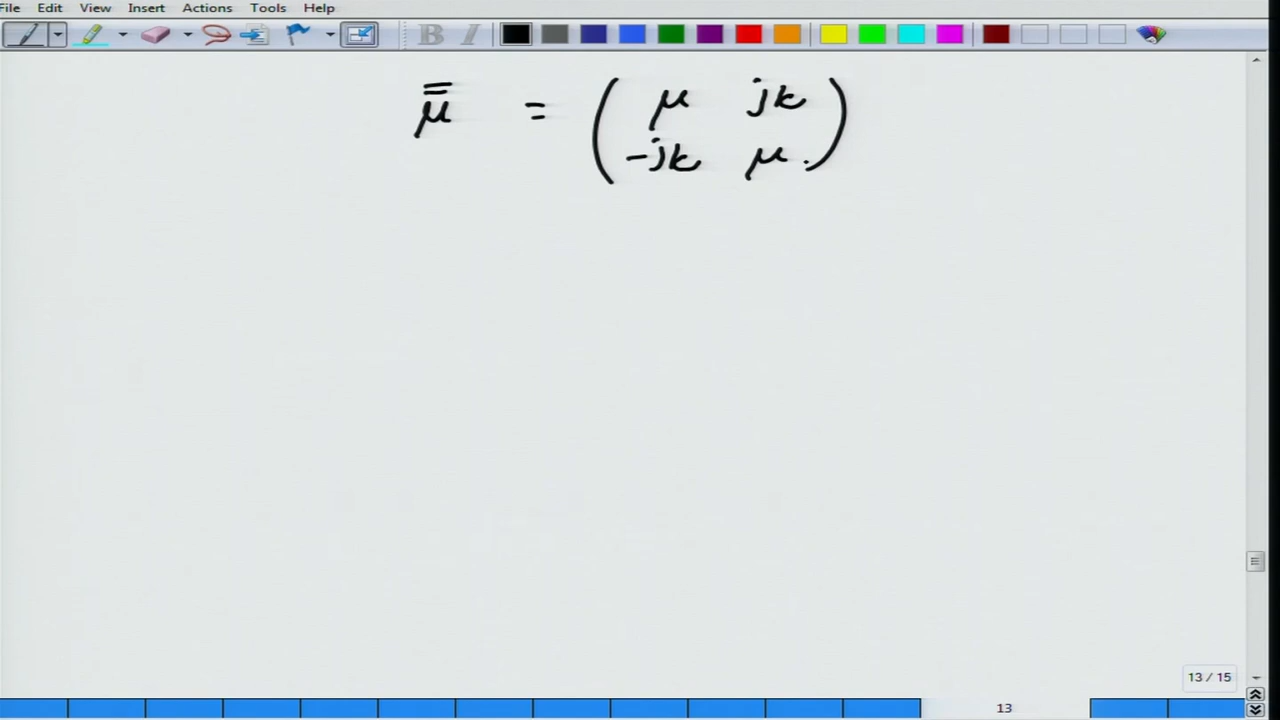 File Edit View Insert Actions Tools Help
B I
μ̿ = ( μ jk
-jk μ. )
13 / 15
13